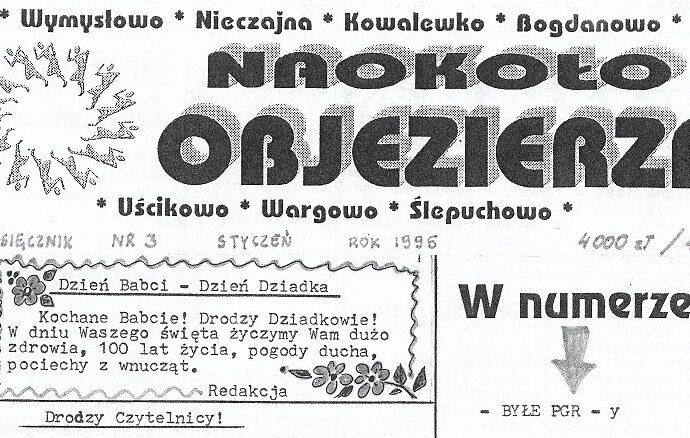 * Wymysłowo * Nieczajna * Kowalewko * Bogdanowo *
NAOKOŁO
OBJEZIERZA
* Uścikowo * Wargowo * Ślepuchowo *
SIĘCZNIK NR 3 STYCZEŃ ROK 1996 4000 zł /
Dzień Babci - Dzień Dziadka
Kochane Babcie! Drodzy Dziadkowie!
W dniu Waszego święta życzymy Wam dużo
zdrowia, 100 lat życia, pogody ducha,
pociechy z wnucząt.
Redakcja
Drodzy Czytelnicy!
W numerze
- BYŁE PGR - y